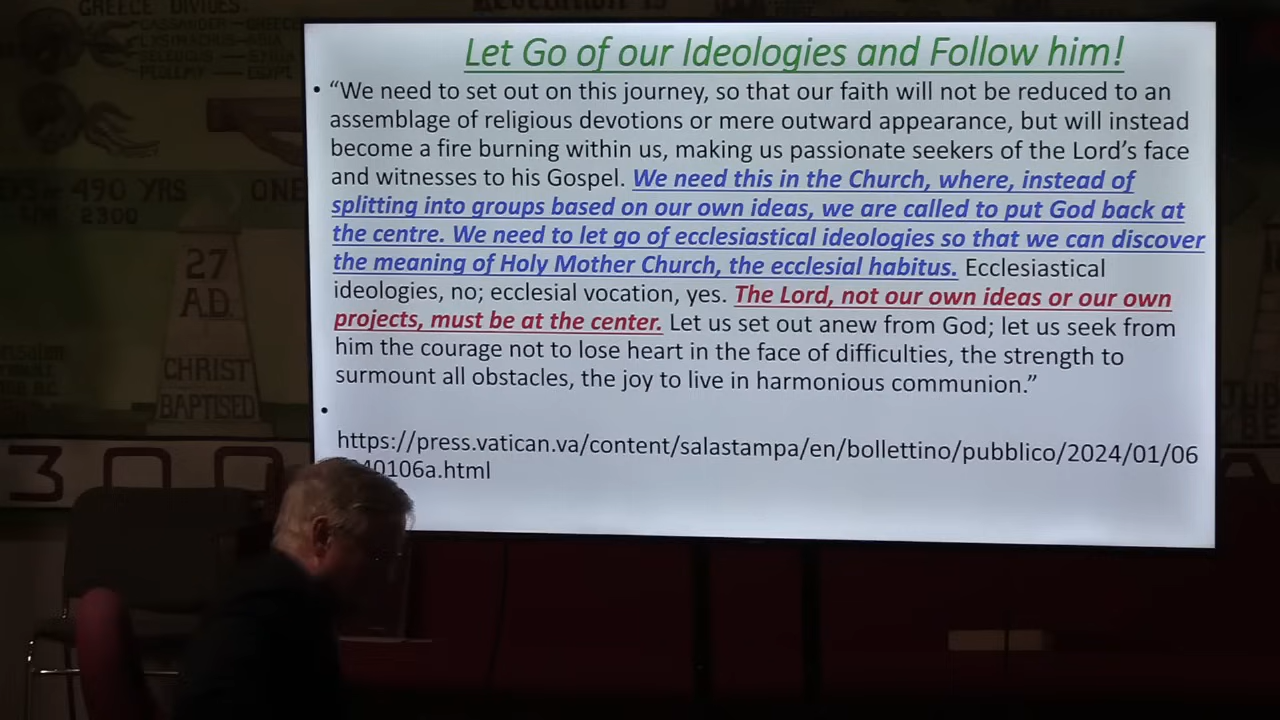 GREECE DIVIDES
CASSANDER - GREECE
Let Go of our Ideologies and Follow him!
• “We need to set out on this journey, so that our faith will not be reduced to an
assemblage of religious devotions or mere outward appearance, but will instead
become a fire burning within us, making us passionate seekers of the Lord’s face
and witnesses to his Gospel. We need this in the Church, where, instead of
splitting into groups based on our own ideas, we are called to put God back at
the centre. We need to let go of ecclesiastical ideologies so that we can discover
the meaning of Holy Mother Church, the ecclesial habitus. Ecclesiastical
ideologies, no; ecclesial vocation, yes. The Lord, not our own ideas or our own
projects, must be at the center. Let us set out anew from God; let us seek from
him the courage not to lose heart in the face of difficulties, the strength to
surmount all obstacles, the joy to live in harmonious communion.”
•
https://press.vatican.va/content/salastampa/en/bollettino/pubblico/2024/01/06
40106a.html
490 YRS
ONE
2300
27
A.D.
CHRIST
BAPTISED
300